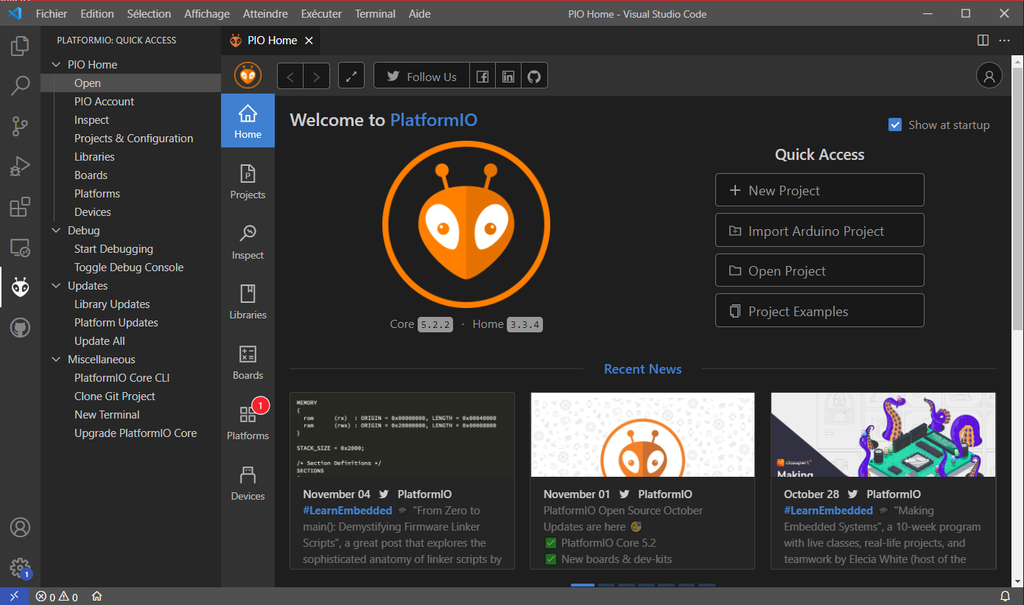 Fichier Edition Sélection Affichage Atteindre Exécuter Terminal Aide PIO Home - Visual Studio Code
PLATFORMIO: QUICK ACCESS
PIO Home
Open
PIO Account
Inspect
Projects & Configuration
Libraries
Boards
Platforms
Devices
Debug
Start Debugging
Toggle Debug Console
Updates
Library Updates
Platform Updates
Update All
Miscellaneous
PlatformIO Core CLI
Clone Git Project
New Terminal
Upgrade PlatformIO Core
1
0 0
PIO Home
Follow Us
Home
Projects
Inspect
Libraries
Boards
1
Platforms
Devices
Welcome to PlatformIO
Show at startup
Core 5.2.2 · Home 3.3.4
Quick Access
New Project
Import Arduino Project
Open Project
Project Examples
Recent News
MEMORY
{
rom (rx) : ORIGIN = 0x00000000, LENGTH = 0x00040000
ram (rwx) : ORIGIN = 0x20000000, LENGTH = 0x00008000
}
STACK_SIZE = 0x2000;
/* Section Definitions */
SECTIONS
November 04 PlatformIO
#LearnEmbedded "From Zero to
main(): Demystifying Firmware Linker
Scripts", a great post that explores the
sophisticated anatomy of linker scripts by
November 01 PlatformIO
PlatformIO Open Source October
Updates are here
PlatformIO Core 5.2
New boards & dev-kits
classpert
Making
October 28 PlatformIO
#LearnEmbedded "Making
Embedded Systems", a 10-week program
with live classes, real-life projects, and
teamwork by Elecia White (host of the